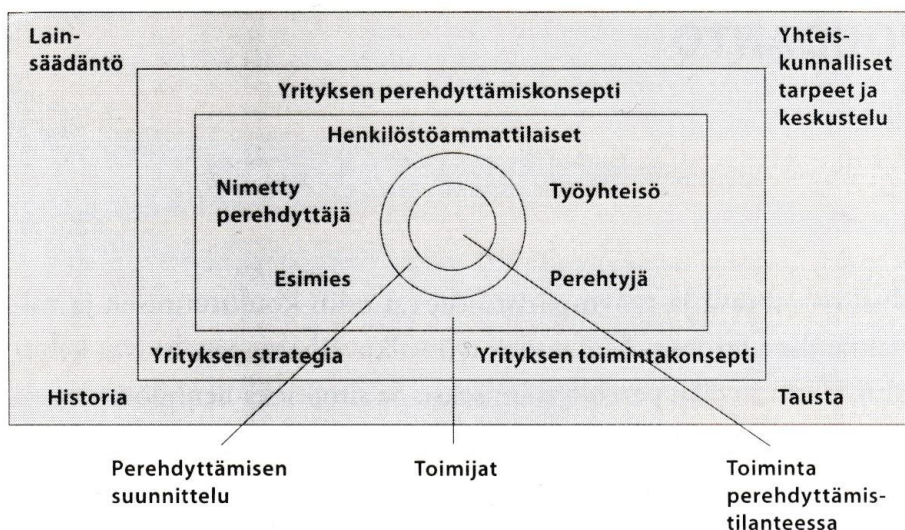 Lain-
säädäntö
Yhteis-
kunnalliset
tarpeet ja
keskustelu
Yrityksen perehdyttämiskonsepti
Henkilöstöammattilaiset
Nimetty
perehdyttäjä
Työyhteisö
Esimies
Perehtyjä
Yrityksen strategia
Yrityksen toimintakonsepti
Historia
Tausta
Perehdyttämisen
suunnittelu
Toimijat
Toiminta
perehdyttämis-
tilanteessa